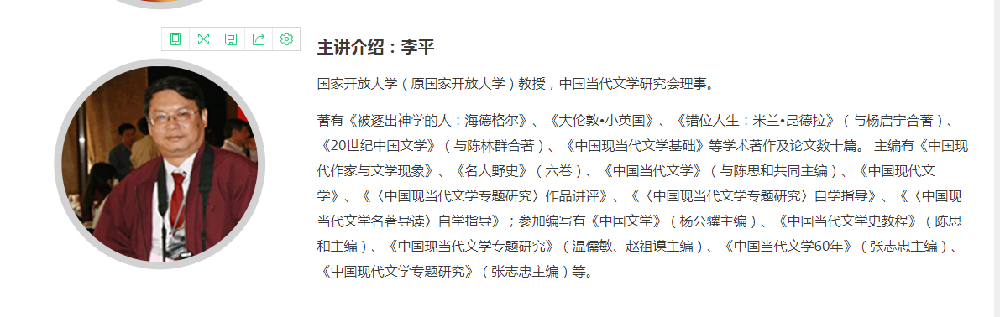 主讲介绍：李平
国家开放大学（原国家开放大学）教授，中国当代文学研究会理事。
著有《被逐出神学的人：海德格尔》、《大伦敦•小英国》、《错位人生：米兰•昆德拉》（与杨启宁合著）、
《20世纪中国文学》（与陈林群合著）、《中国现当代文学基础》等学术著作及论文数十篇。 主编有《中国现
代作家与文学现象》、《名人野史》（六卷）、《中国当代文学》（与陈思和共同主编）、《中国现代文
学》、《〈中国现当代文学专题研究〉作品讲评》、《〈中国现当代文学专题研究〉自学指导》、《〈中国现
当代文学名著导读〉自学指导》；参加编写有《中国文学》（杨公骥主编）、《中国当代文学史教程》（陈思
和主编）、《中国现当代文学专题研究》（温儒敏、赵祖谟主编）、《中国当代文学60年》（张志忠主编）、
《中国现代文学专题研究》（张志忠主编）等。